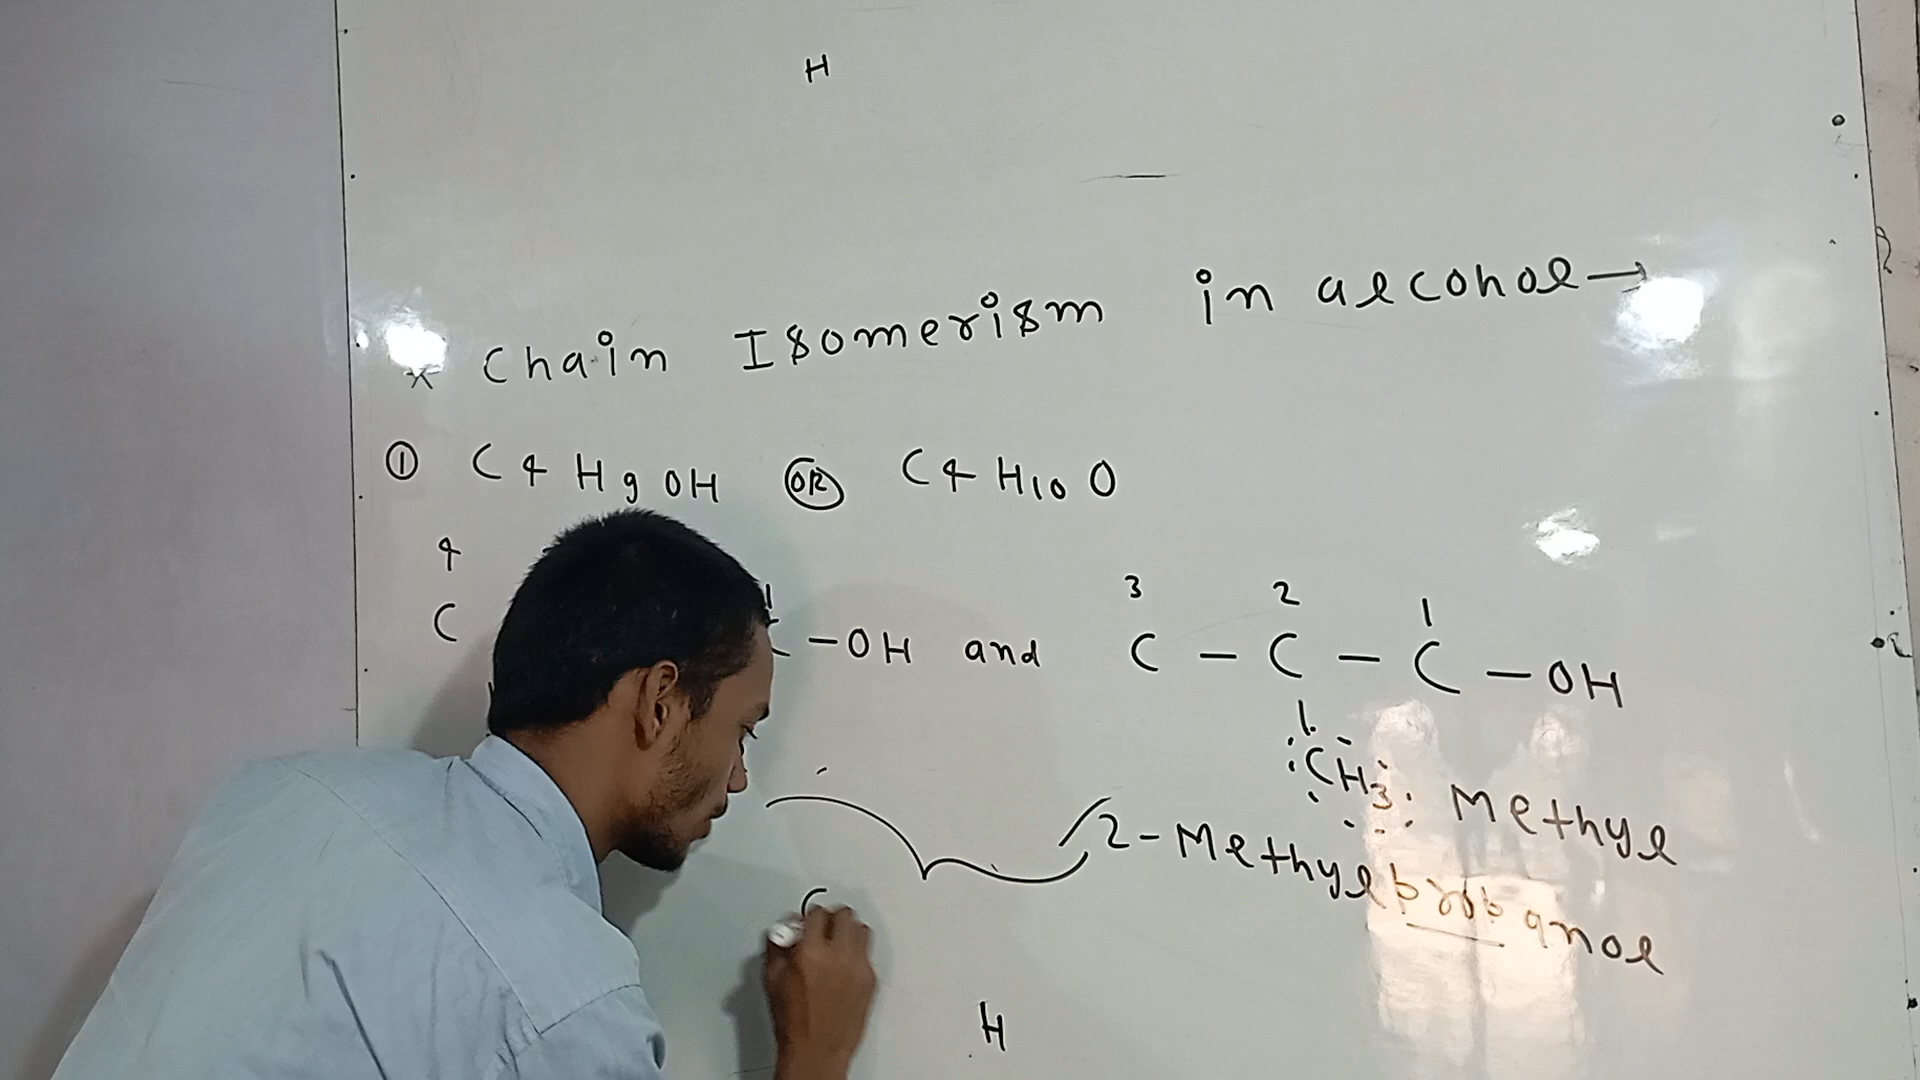 H
* Chain Isomerism in alcohol →
① C4H9OH OR C4H10O
4 1 3 2 1
C C - OH and C - C - C - OH
CH3 Methyl
2-Methylpropanol
C
H